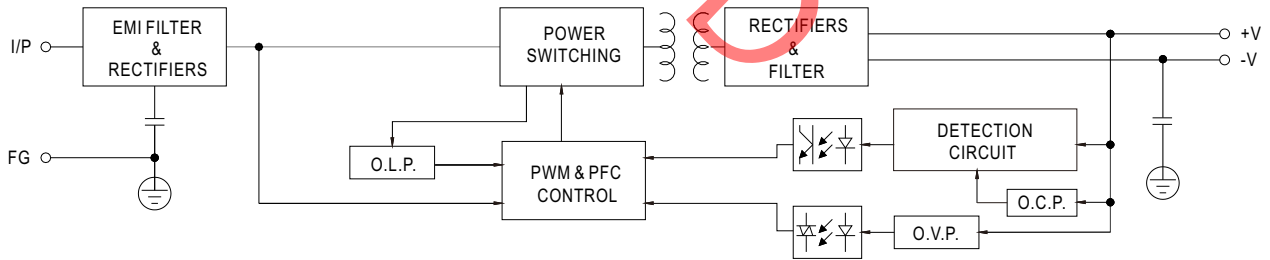 I/P
EMI FILTER
&
RECTIFIERS
POWER
SWITCHING
RECTIFIERS
&
FILTER
+V
-V
FG
O.L.P.
PWM & PFC
CONTROL
DETECTION
CIRCUIT
O.C.P.
O.V.P.